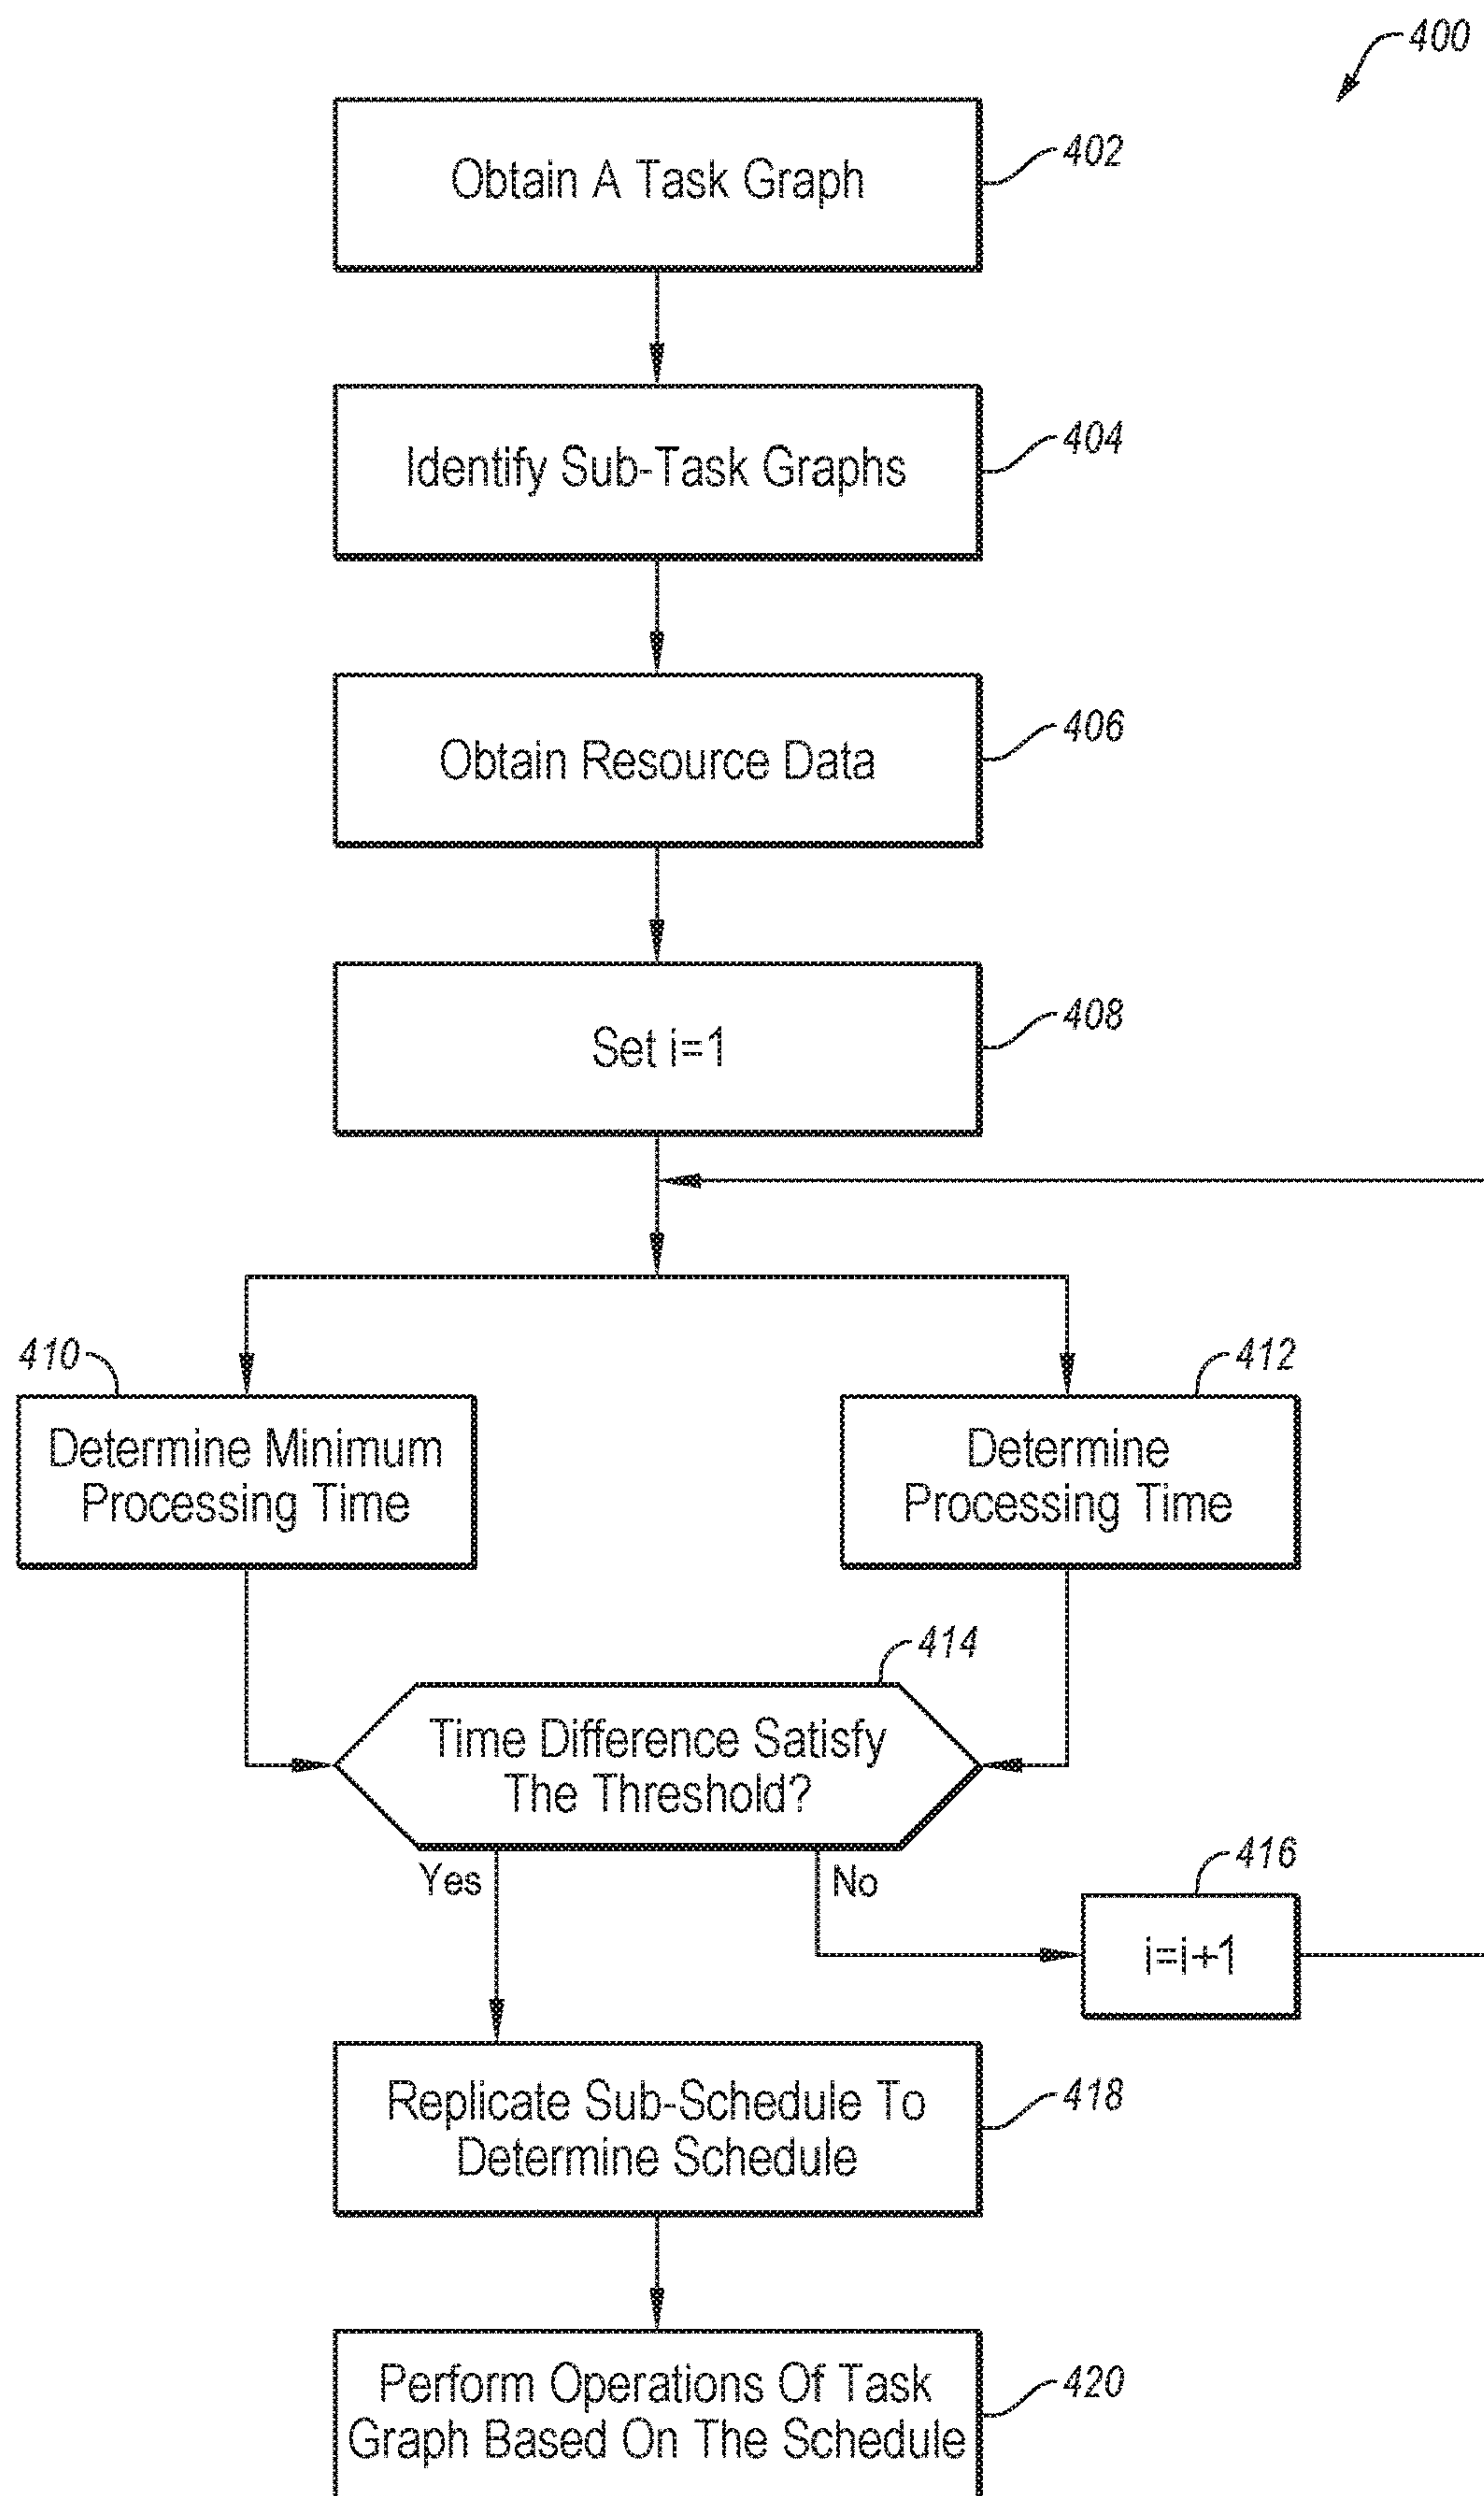 400
Obtain A Task Graph
402
Identify Sub-Task Graphs
404
Obtain Resource Data
406
Set i=1
408
410
Determine Minimum
Processing Time
412
Determine
Processing Time
414
Time Difference Satisfy
The Threshold?
Yes
No
416
i=i+1
Replicate Sub-Schedule To
Determine Schedule
418
Perform Operations Of Task
Graph Based On The Schedule
420